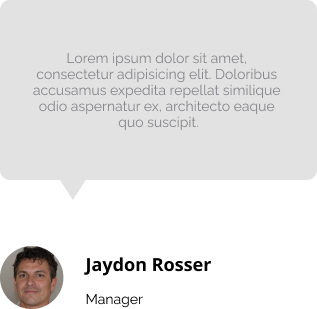 Lorem ipsum dolor sit amet,
consectetur adipisicing elit. Doloribus
accusamus expedita repellat similique
odio aspernatur ex, architecto eaque
quo suscipit.
Jaydon Rosser
Manager